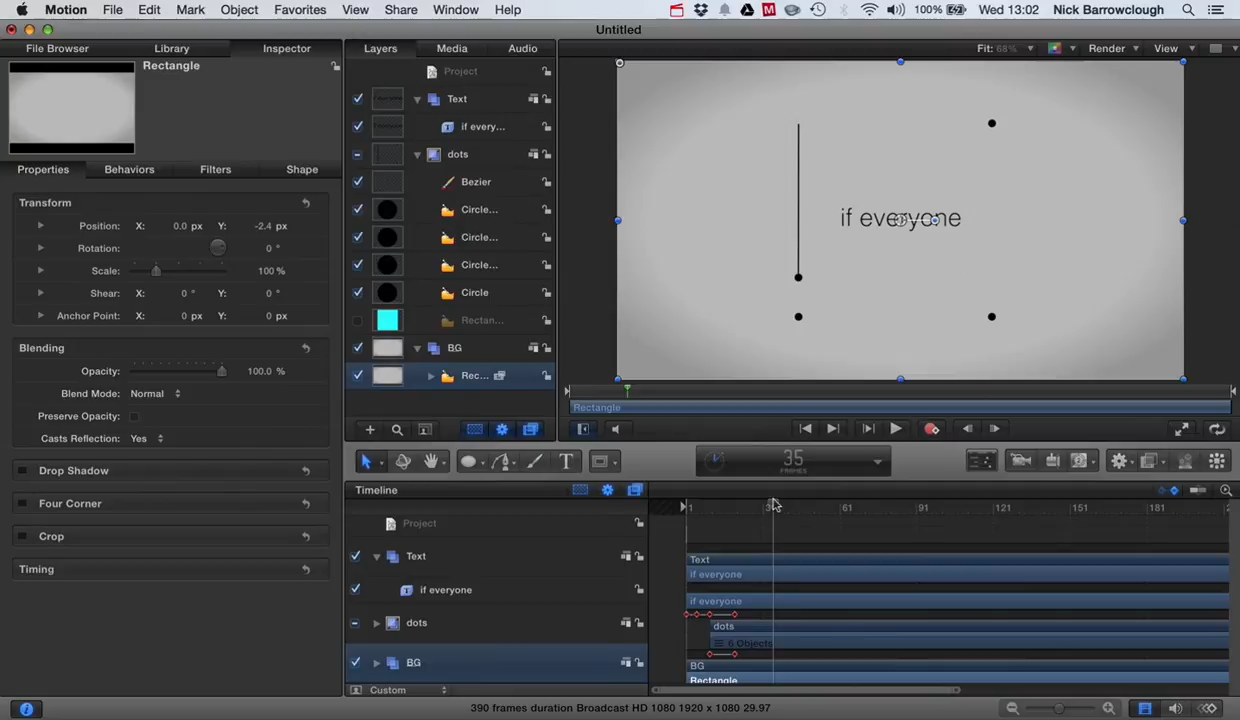 Motion File Edit Mark Object Favorites View Share Window Help 100% Wed 13:02 Nick Barrowclough
Untitled
File Browser Library Inspector Layers Media Audio Fit: 68% Render View
Rectangle
Project
Text
if every...
dots
Bezier
Circle...
Circle...
Circle...
Circle
Rectan...
BG
Rec...
Properties Behaviors Filters Shape
Transform
Position: X: 0.0 px Y: -2.4 px
Rotation: 0 °
Scale: 100 %
Shear: X: 0 ° Y: 0 °
Anchor Point: X: 0 px Y: 0 px
Blending
Opacity: 100.0 %
Blend Mode: Normal
Preserve Opacity:
Casts Reflection: Yes
Drop Shadow
Four Corner
Crop
Timing
if everyone
Rectangle
35
FRAMES
Timeline
1 61 91 121 151 181
Project
Text
if everyone
dots
BG
Custom
Text
if everyone
if everyone
dots
6 Objects
BG
Rectangle
390 frames duration Broadcast HD 1080 1920 x 1080 29.97